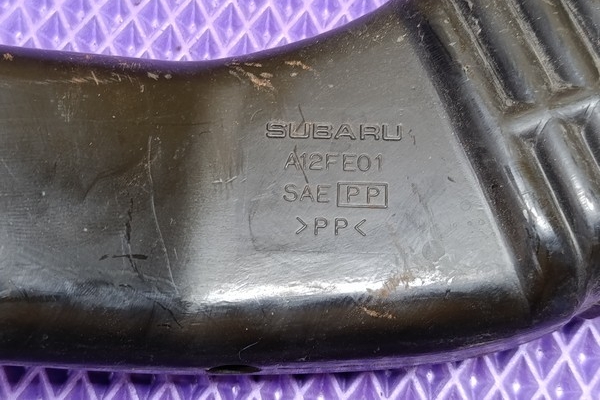 SUBARU
A12FE01
SAE PP
>PP<